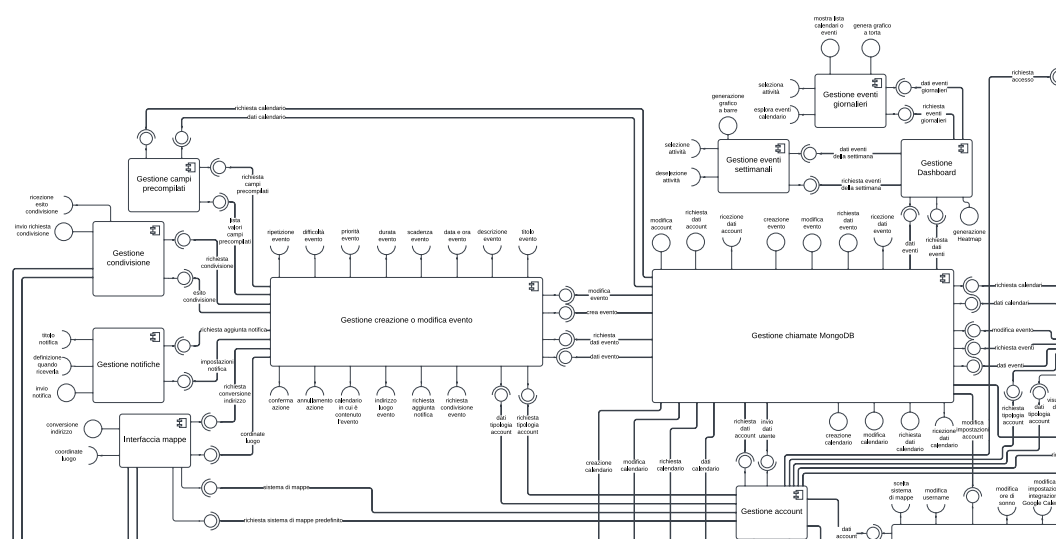 mostra lista
calendari o
eventi
genera grafico
a torta
richiesta
accesso
seleziona
attività
esplora eventi
calendario
Gestione eventi
giornalieri
dati eventi
giornalieri
richiesta
eventi
giornalieri
generazione
grafico
a barre
richiesta calendario
dati calendario
selezione
attività
deselezione
attività
Gestione eventi
settimanali
dati eventi
della settimana
richiesta eventi
della settimana
Gestione
Dashboard
generazione
Heatmap
dati
eventi
richiesta
dati
eventi
Gestione campi
precompilati
richiesta
campi
precompilati
lista
valori
campi
precompilati
ricezione
esito
condivisione
invio richiesta
condivisione
Gestione
condivisione
richiesta
condivisione
esito
condivisione
ripetizione
evento
difficoltà
evento
priorità
evento
durata
evento
scadenza
evento
data e ora
evento
descrizione
evento
titolo
evento
modifica
account
richiesta
dati
account
ricezione
dati
account
creazione
evento
modifica
evento
richiesta
dati
evento
ricezione
dati
evento
Gestione creazione o modifica evento
modifica
evento
crea evento
richiesta
dati evento
dati evento
Gestione chiamate MongoDB
richiesta calendari
dati calendari
modifica evento
richiesta eventi
dati eventi
titolo
notifica
definizione
quando
riceverla
invio
notifica
Gestione notifiche
richiesta aggiunta notifica
impostazioni
notifica
richiesta
conversione
indirizzo
conversione
indirizzo
coordinate
luogo
Interfaccia mappe
cordinate
luogo
conferma
azione
annullamento
azione
calendario
in cui è
contenuto
l'evento
indirizzo
luogo
evento
richiesta
aggiunta
notifica
richiesta
condivisione
evento
dati
tipologia
account
richiesta
tipologia
account
creazione
calendario
modifica
calendario
richiesta
calendario
dati
calendario
richiesta
dati
account
invio
dati
utente
creazione
calendario
modifica
calendario
richiesta
dati
calendario
ricezione
dati
calendario
modifica
impostazioni
account
richiesta
tipologia
account
dati
tipologia
account
sistema di mappe
richiesta sistema di mappe predefinito
Gestione account
dati
account
scelta
sistema
di mappe
modifica
username
modifica
ore di
sonno
modifica